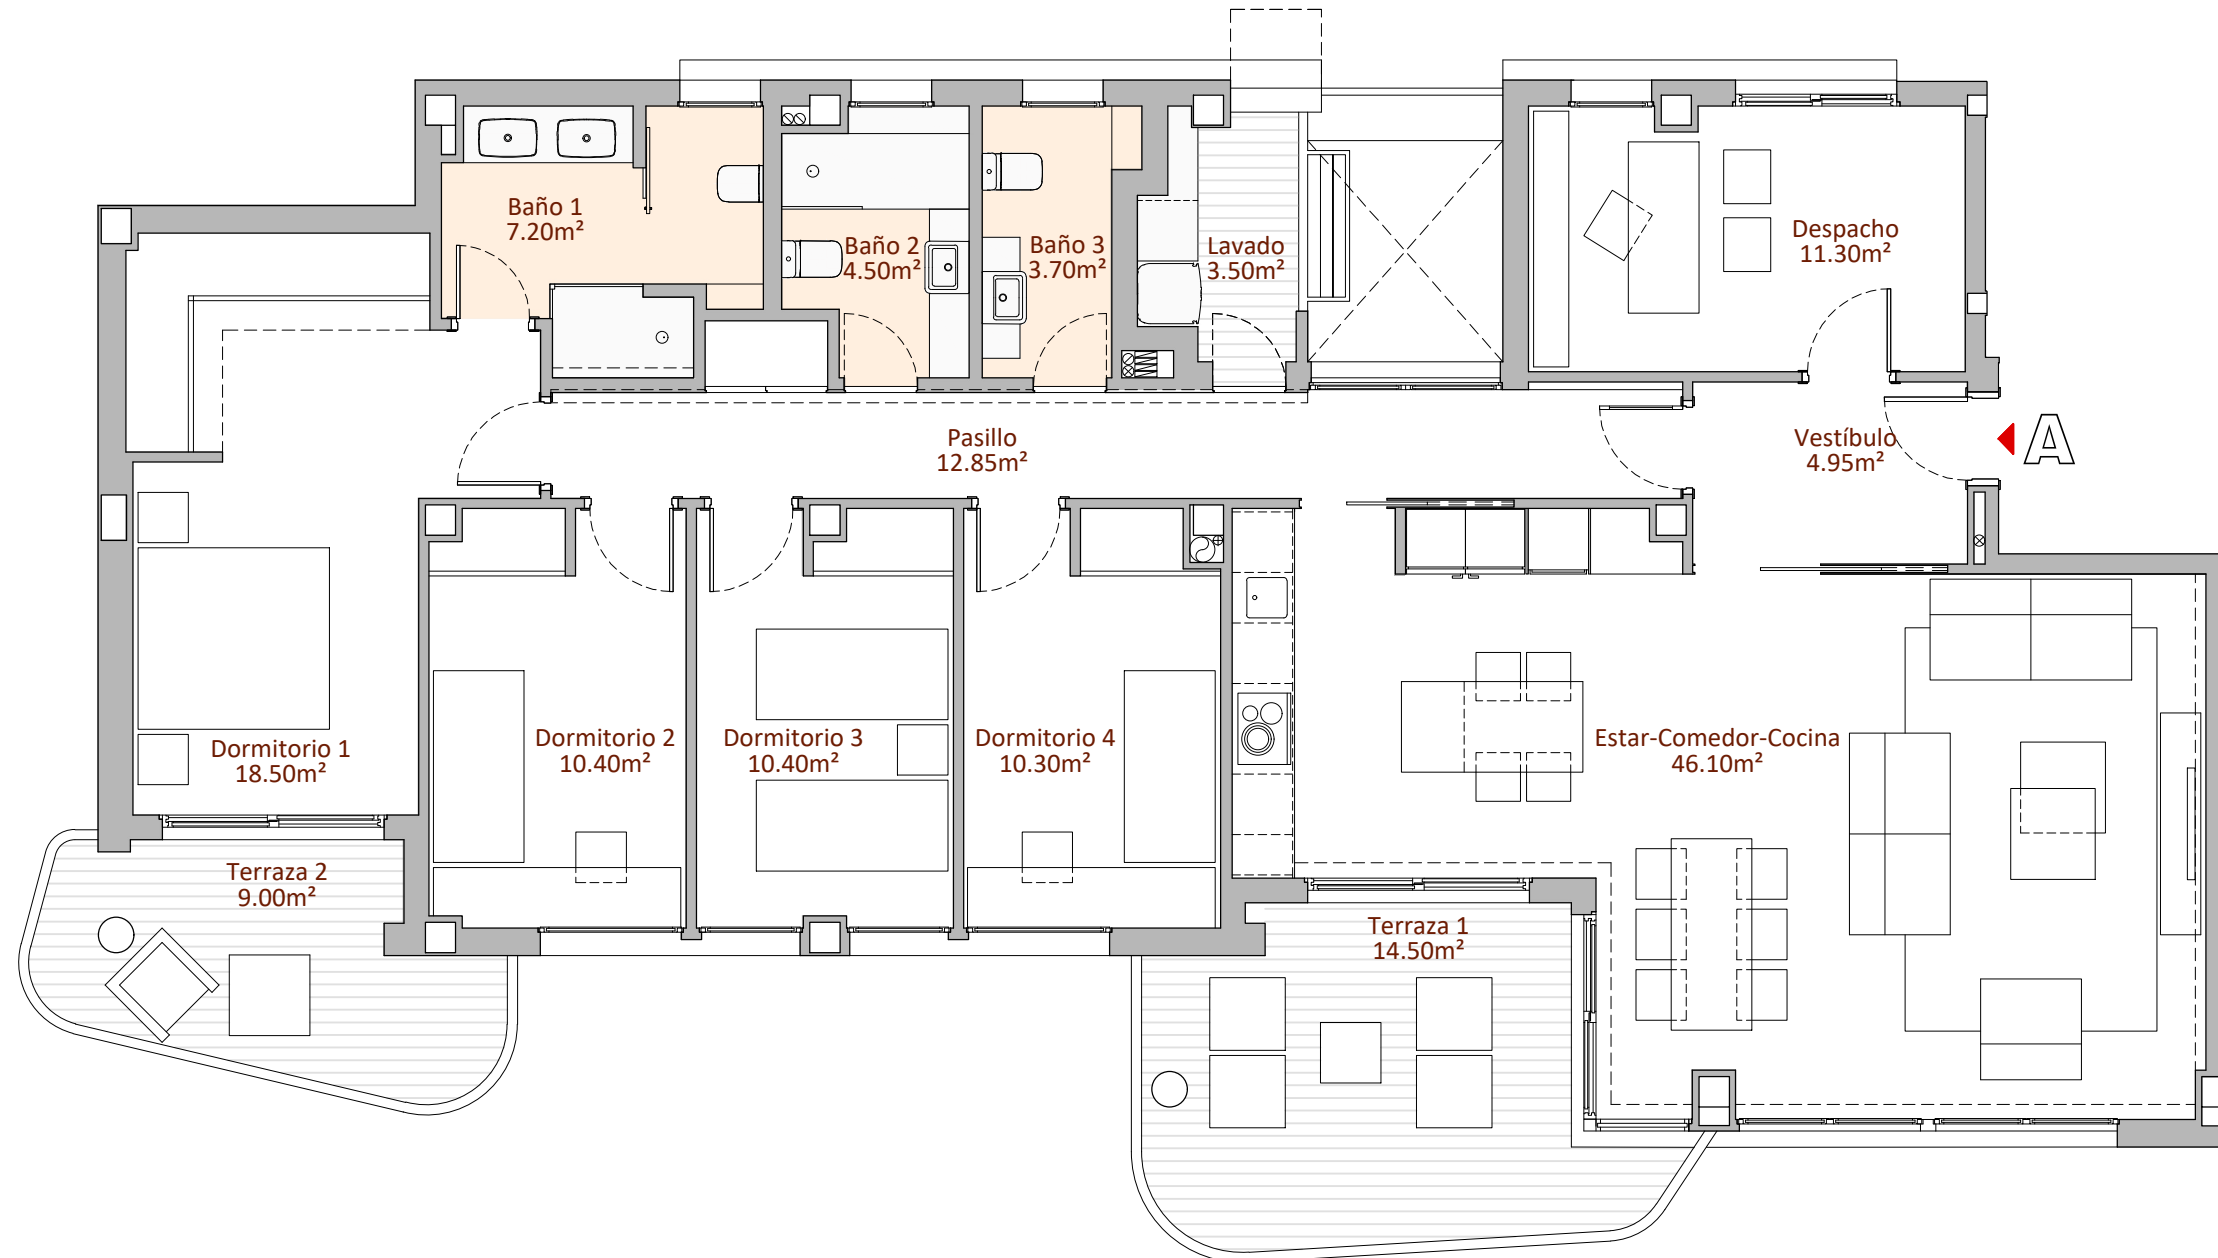 Baño 1
7.20m²
Baño 2
4.50m²
Baño 3
3.70m²
Lavado
3.50m²
Despacho
11.30m²
Pasillo
12.85m²
Vestíbulo
4.95m²
A
Dormitorio 1
18.50m²
Dormitorio 2
10.40m²
Dormitorio 3
10.40m²
Dormitorio 4
10.30m²
Estar-Comedor-Cocina
46.10m²
Terraza 2
9.00m²
Terraza 1
14.50m²